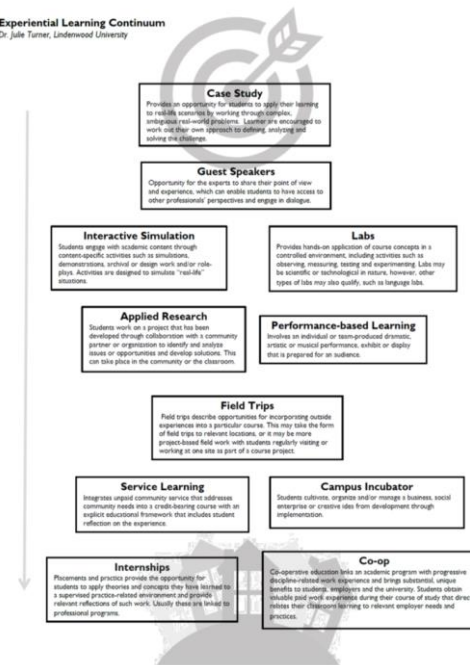 Experiential Learning Continuum
Dr. Julie Turner, Lindenwood University
Case Study
Provides an opportunity for students to apply their learning
to real-life scenarios by working through complex,
ambiguous real-world problems. Learner are encouraged to
work out their own approach to defining, analyzing and
solving the challenge.
Guest Speakers
Opportunity for the experts to share their point of view
and experience, which can enable students to have access to
other professionals' perspectives and engage in dialogue.
Interactive Simulation
Students engage with academic content through
content-specific activities such as simulations,
demonstrations, archival or design work and/or role-
plays. Activities are designed to simulate "real-life"
situations.
Labs
Provides hands-on application of course concepts in a
controlled environment, including activities such as
observing, measuring, testing and experimenting. Labs may
be scientific or technological in nature, however, other
types of labs may also qualify, such as language labs.
Applied Research
Students work on a project that has been
developed through collaboration with a community
partner or organization to identify and analyze
issues or opportunities and develop solutions. This
can take place in the community or the classroom.
Performance-based Learning
Involves an individual or team-produced dramatic,
artistic or musical performance, exhibit or display
that is prepared for an audience.
Field Trips
Field trips describe opportunities for incorporating outside
experiences into a particular course. This may take the form
of field trips to relevant locations, or it may be more
project-based field work with students regularly visiting or
working at one site as part of a course project.
Service Learning
Integrates unpaid community service that addresses
community needs into a credit-bearing course with an
explicit educational framework that includes student
reflection on the experience.
Campus Incubator
Students cultivate, organize and/or manage a business, social
enterprise or creative idea from development through
implementation.
Internships
Placements and practice provide the opportunity for
students to apply theories and concepts they have learned to
a supervised practice-related environment and provide
relevant reflections of such work. Usually these are linked to
professional programs.
Co-op
Co-operative education links an academic program with progressive
discipline-related work experience and brings substantial, unique
benefits to students, employers and the university. Students obtain
valuable paid work experience during their course of study that direc
relates their classroom learning to relevant employer needs and
practices.